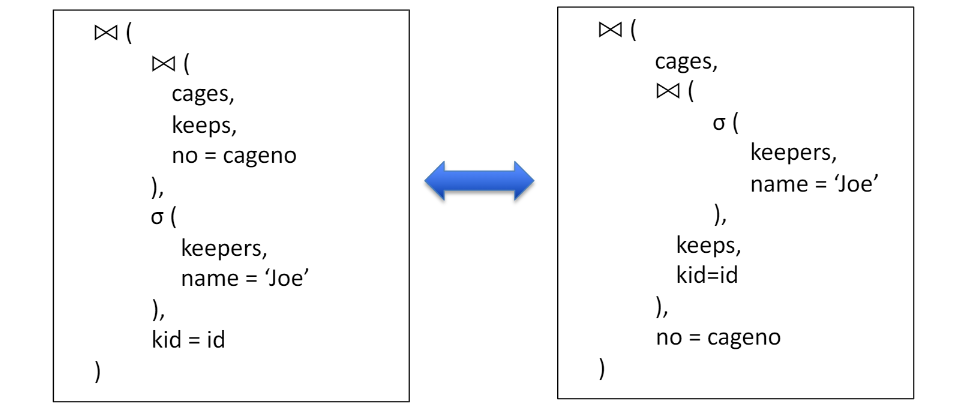 ⋈ (
⋈ (
cages,
keeps,
no = cageno
),
σ (
keepers,
name = ‘Joe’
),
kid = id
)
⋈ (
cages,
⋈ (
σ (
keepers,
name = ‘Joe’
),
keeps,
kid=id
),
no = cageno
)